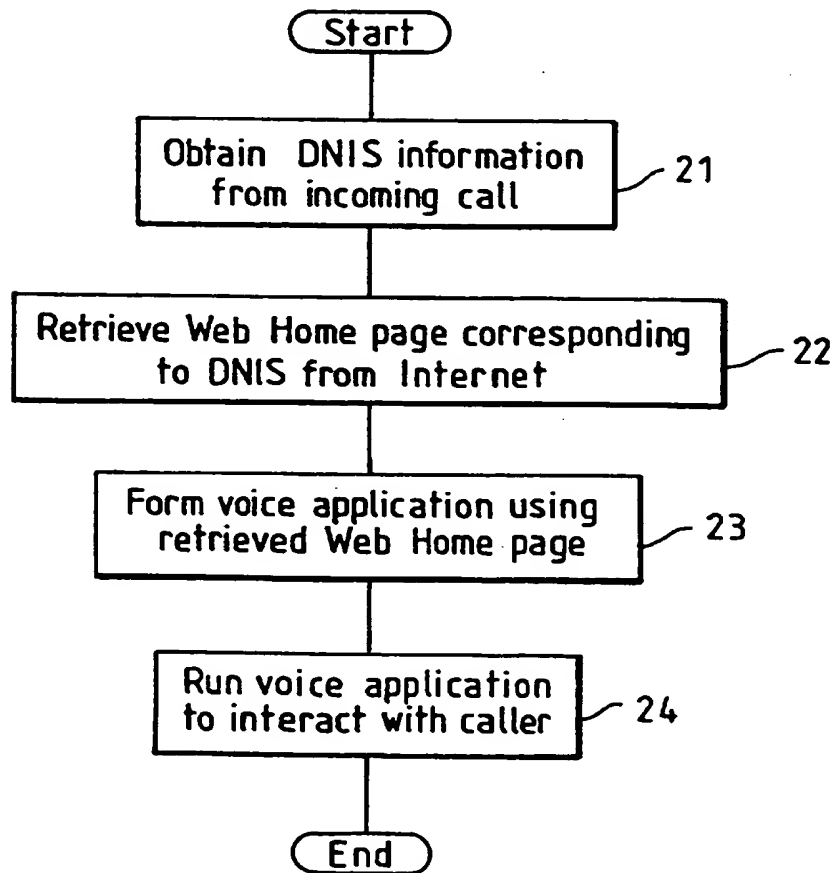 Start
Obtain DNIS information
from incoming call
21
Retrieve Web Home page corresponding
to DNIS from Internet
22
Form voice application using
retrieved Web Home page
23
Run voice application
to interact with caller
24
End